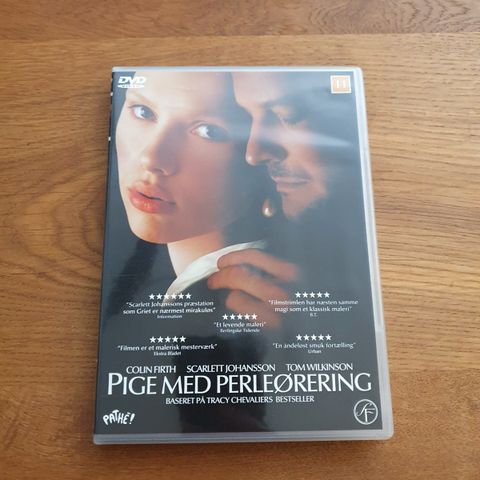 DVD
VIDEO
11
★★★★★★
"Scarlett Johanssons præstation
som Griet er nærmest mirakuløs"
Information
★★★★★
"Et levende maleri"
Berlingske Tidende
★★★★★
"Filmstrimlen har næsten samme
magi som et klassisk maleri"
B.T.
★★★★★
"Filmen er et malerisk mesterværk"
Ekstra Bladet
★★★★★
"En åndeløst smuk fortælling"
Urban
COLIN FIRTH SCARLETT JOHANSSON TOM WILKINSON
PIGE MED PERLEØRERING
BASERET PÅ TRACY CHEVALIERS BESTSELLER
PATHÉ!
SF